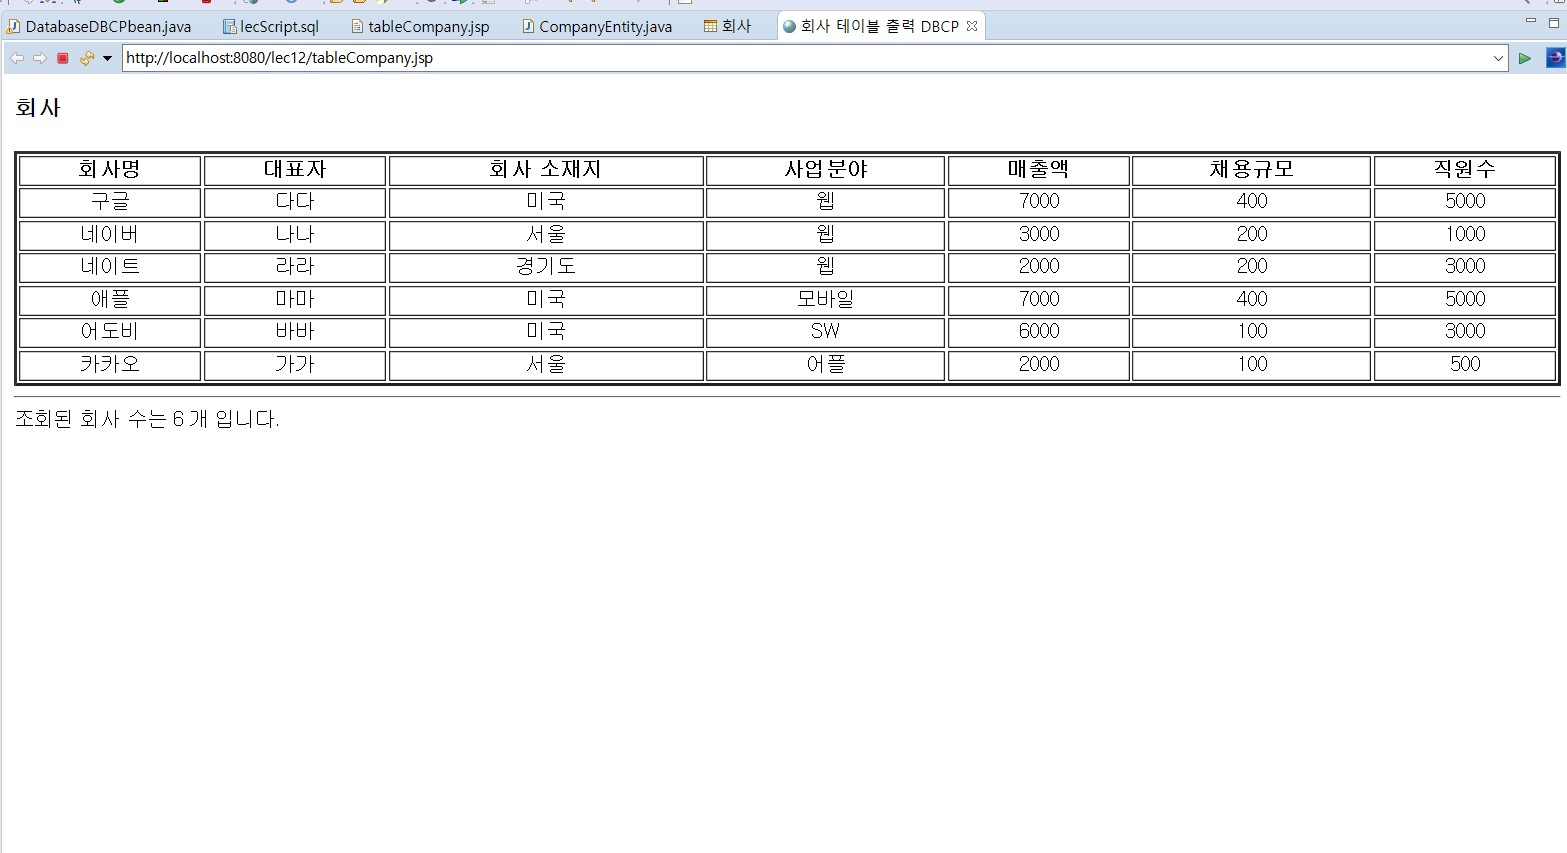 DatabaseDBCPbean.java lecScript.sql tableCompany.jsp CompanyEntity.java 회사 회사 테이블 출력 DBCP
http://localhost:8080/lec12/tableCompany.jsp
회사
회사명 대표자 회사 소재지 사업분야 매출액 채용규모 직원수
구글 다다 미국 웹 7000 400 5000
네이버 나나 서울 웹 3000 200 1000
네이트 라라 경기도 웹 2000 200 3000
애플 마마 미국 모바일 7000 400 5000
어도비 바바 미국 SW 6000 100 3000
카카오 가가 서울 어플 2000 100 500
조회된 회사 수는 6 개 입니다.